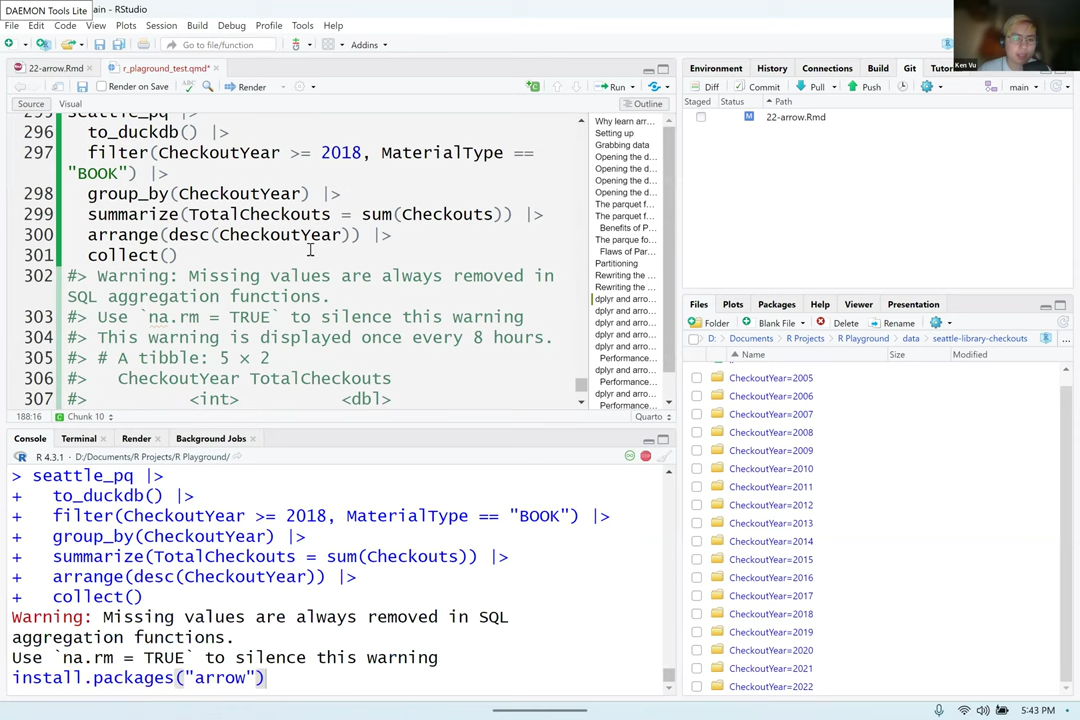 DAEMON Tools Lite
ain - RStudio
File Edit Code View Plots Session Build Debug Profile Tools Help
Go to file/function Addins
22-arrow.Rmd r_plaground_test.qmd*
Render on Save Render Run
Source Visual Outline
seattle_pq |>
296 to_duckdb() |>
297 filter(CheckoutYear >= 2018, MaterialType ==
"BOOK") |>
298 group_by(CheckoutYear) |>
299 summarize(TotalCheckouts = sum(Checkouts)) |>
300 arrange(desc(CheckoutYear)) |>
301 collect()
302 #> Warning: Missing values are always removed in
SQL aggregation functions.
303 #> Use `na.rm = TRUE` to silence this warning
304 #> This warning is displayed once every 8 hours.
305 #> # A tibble: 5 × 2
306 #> CheckoutYear TotalCheckouts
307 #> <int> <dbl>
188:16 Chunk 10 Quarto
Why learn arr...
Setting up
Grabbing data
Opening the d...
Opening the d...
Opening the d...
The parquet f...
The parquet f...
Benefits of P...
The parque fo...
Flaws of Par...
Partitioning
Rewriting the ...
Rewriting the ...
dplyr and arro...
dplyr and arro...
dplyr and arro...
dplyr and arro...
dplyr and arro...
Performance...
dplyr and arro...
Performance...
dplyr and arro...
Performance...
Console Terminal Render Background Jobs
R 4.3.1 · D:/Documents/R Projects/R Playground/
> seattle_pq |>
+ to_duckdb() |>
+ filter(CheckoutYear >= 2018, MaterialType == "BOOK") |>
+ group_by(CheckoutYear) |>
+ summarize(TotalCheckouts = sum(Checkouts)) |>
+ arrange(desc(CheckoutYear)) |>
+ collect()
Warning: Missing values are always removed in SQL
aggregation functions.
Use `na.rm = TRUE` to silence this warning
install.packages("arrow")
Ken Vu
Environment History Connections Build Git Tutor
Diff Commit Pull Push main
Staged Status Path
M 22-arrow.Rmd
Files Plots Packages Help Viewer Presentation
Folder Blank File Delete Rename
D: Documents R Projects R Playground data seattle-library-checkouts ...
Name Size Modified
CheckoutYear=2005
CheckoutYear=2006
CheckoutYear=2007
CheckoutYear=2008
CheckoutYear=2009
CheckoutYear=2010
CheckoutYear=2011
CheckoutYear=2012
CheckoutYear=2013
CheckoutYear=2014
CheckoutYear=2015
CheckoutYear=2016
CheckoutYear=2017
CheckoutYear=2018
CheckoutYear=2019
CheckoutYear=2020
CheckoutYear=2021
CheckoutYear=2022
5:43 PM